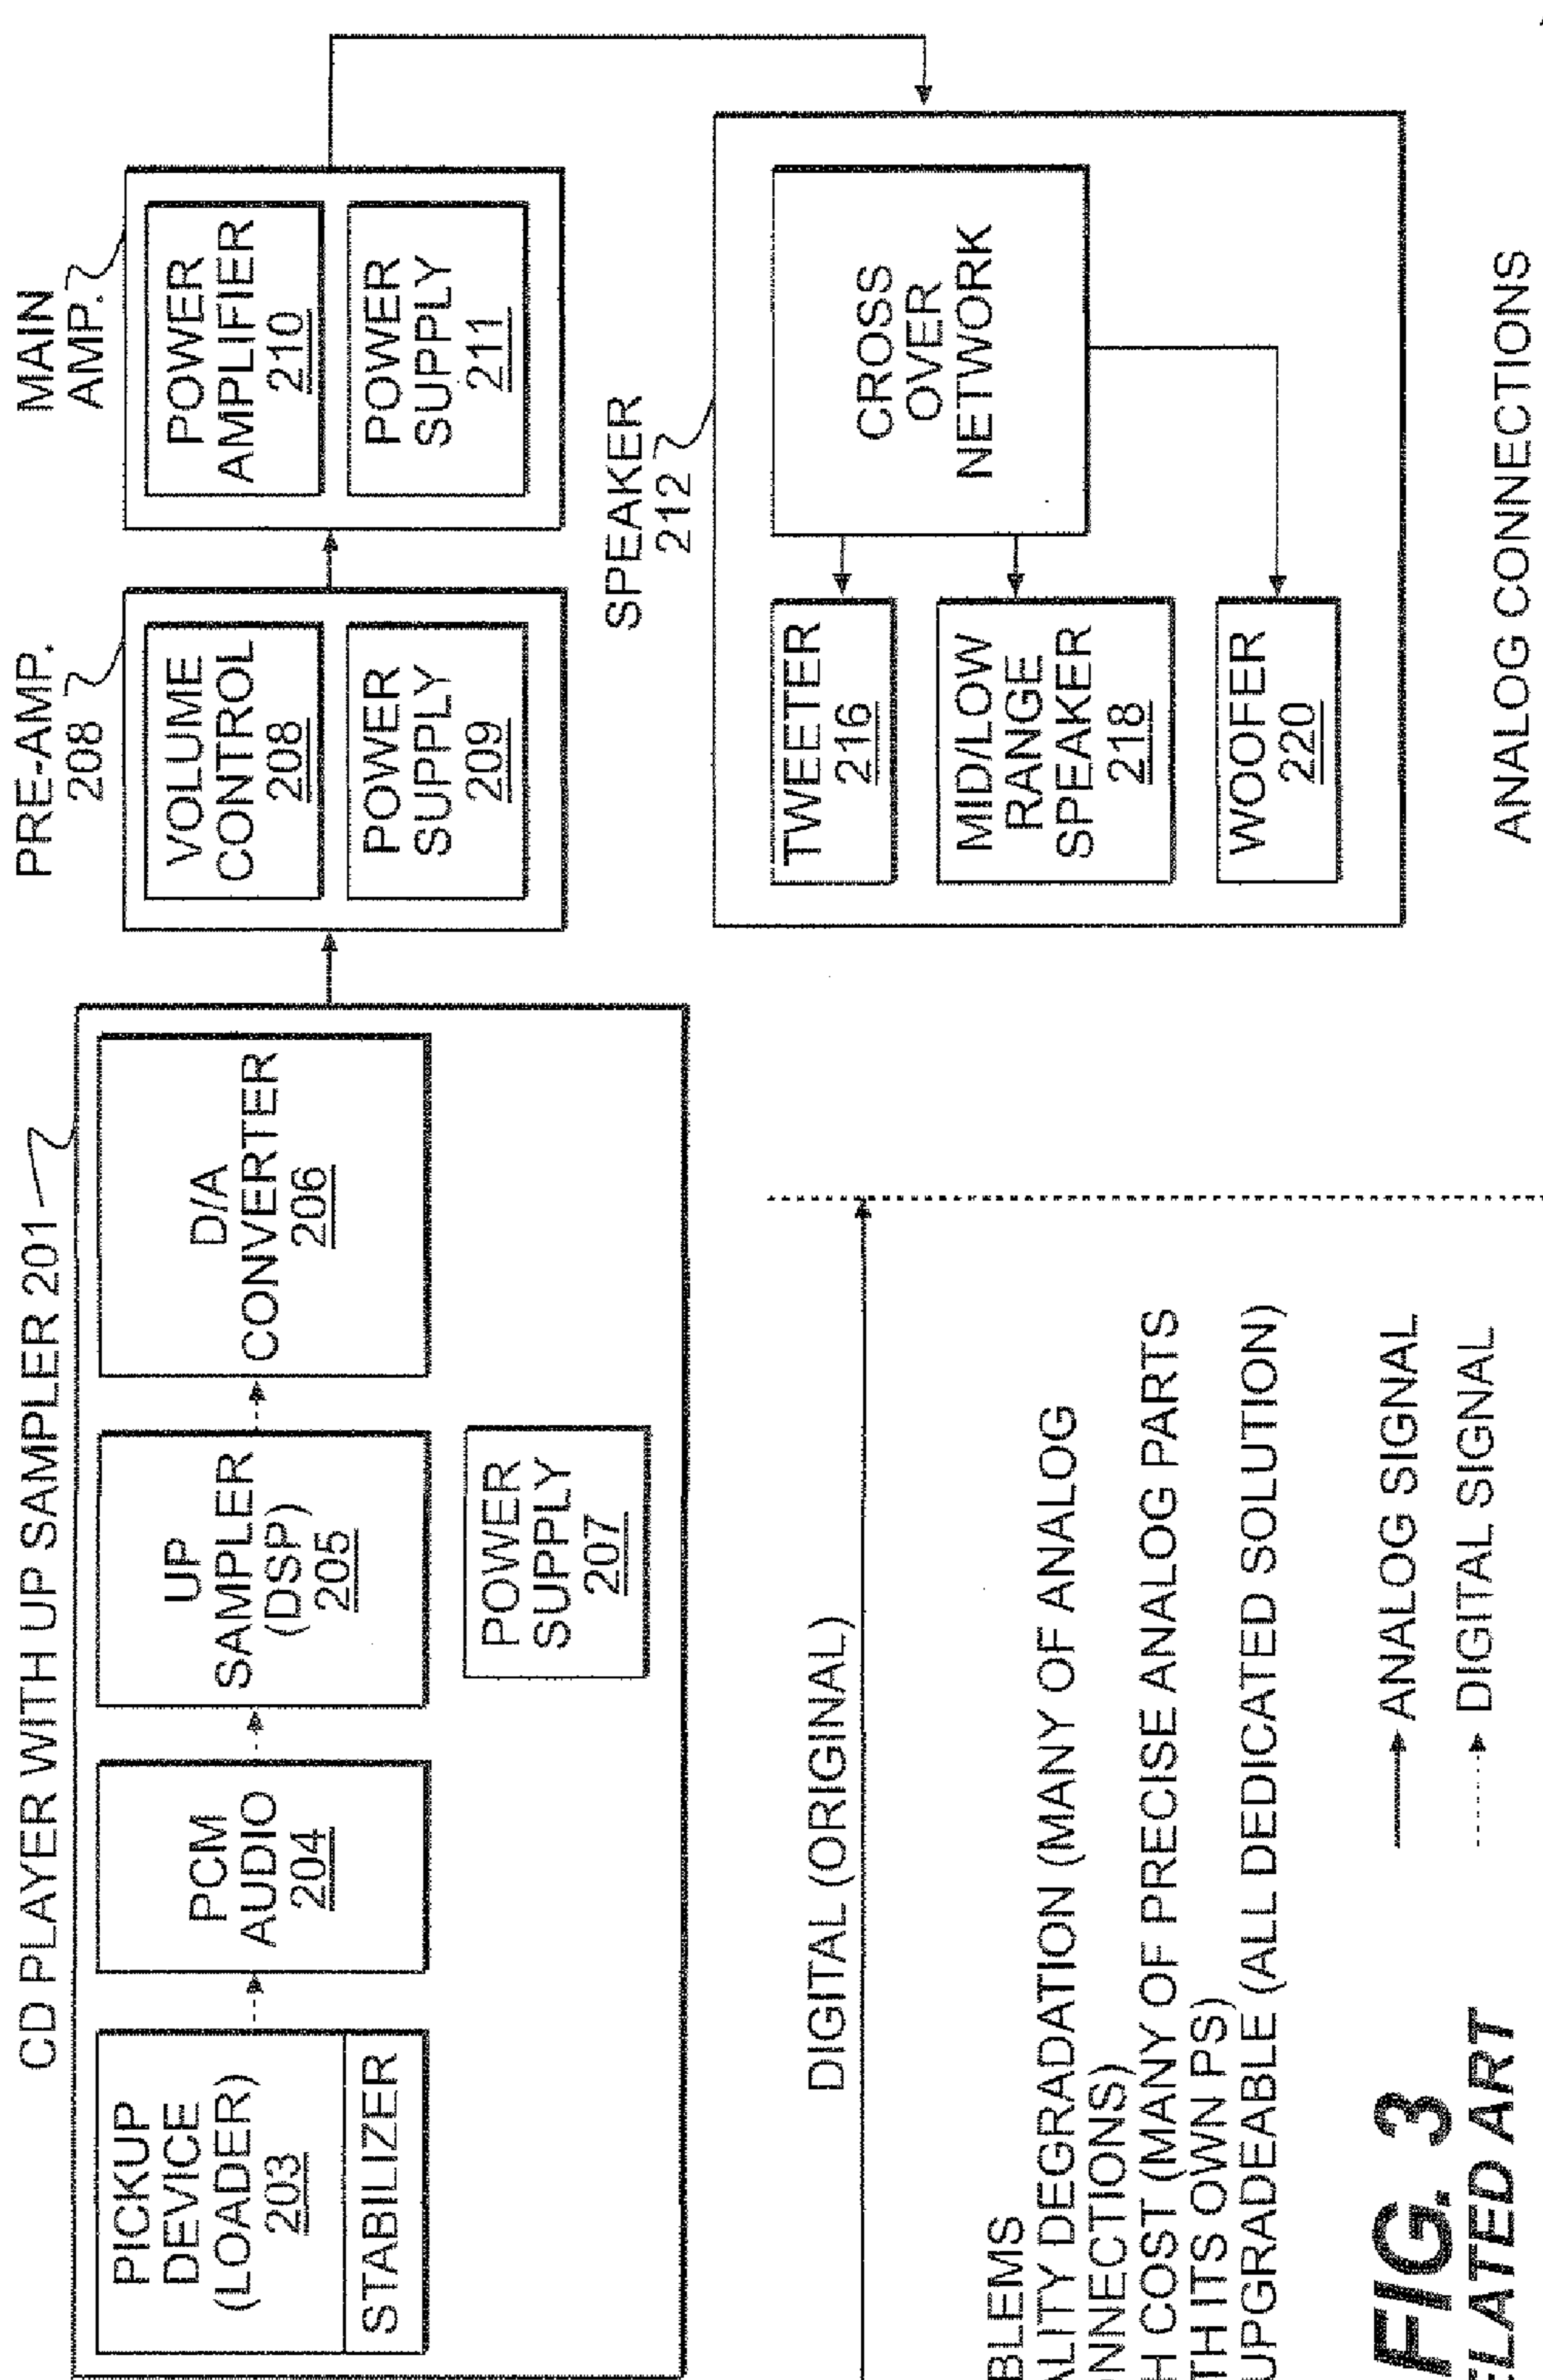 CD PLAYER WITH UP SAMPLER 201
PICKUP
DEVICE
(LOADER)
203
STABILIZER
PCM
AUDIO
204
UP
SAMPLER
(DSP)
205
D/A
CONVERTER
206
POWER
SUPPLY
207
PRE-AMP.
208
VOLUME
CONTROL
208
POWER
SUPPLY
209
MAIN
AMP.
POWER
AMPLIFIER
210
POWER
SUPPLY
211
SPEAKER
212
TWEETER
216
MID/LOW
RANGE
SPEAKER
218
WOOFER
220
CROSS
OVER
NETWORK
DIGITAL (ORIGINAL)
BLEMS
ALITY DEGRADATION (MANY OF ANALOG
NNECTIONS)
H COST (MANY OF PRECISE ANALOG PARTS
TH ITS OWN PS)
UPGRADEABLE (ALL DEDICATED SOLUTION)
ANALOG SIGNAL
DIGITAL SIGNAL
ANALOG CONNECTIONS
FIG. 3
ELATED ART